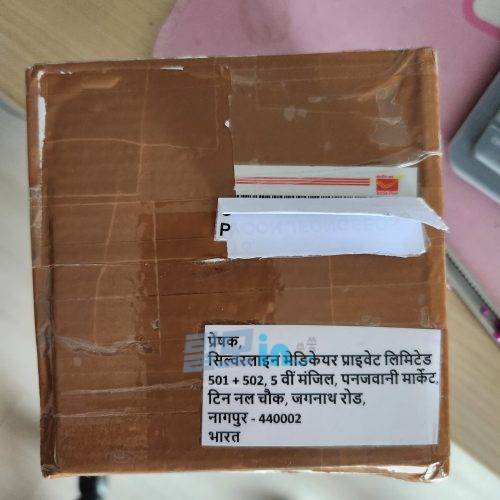 P
प्रेषक,
सिल्वरलाइन मेडिकेयर प्राइवेट लिमिटेड
501 + 502, 5 वीं मंजिल, पनजवानी मार्केट,
टिन नल चौक, जगनाथ रोड,
नागपुर - 440002
भारत